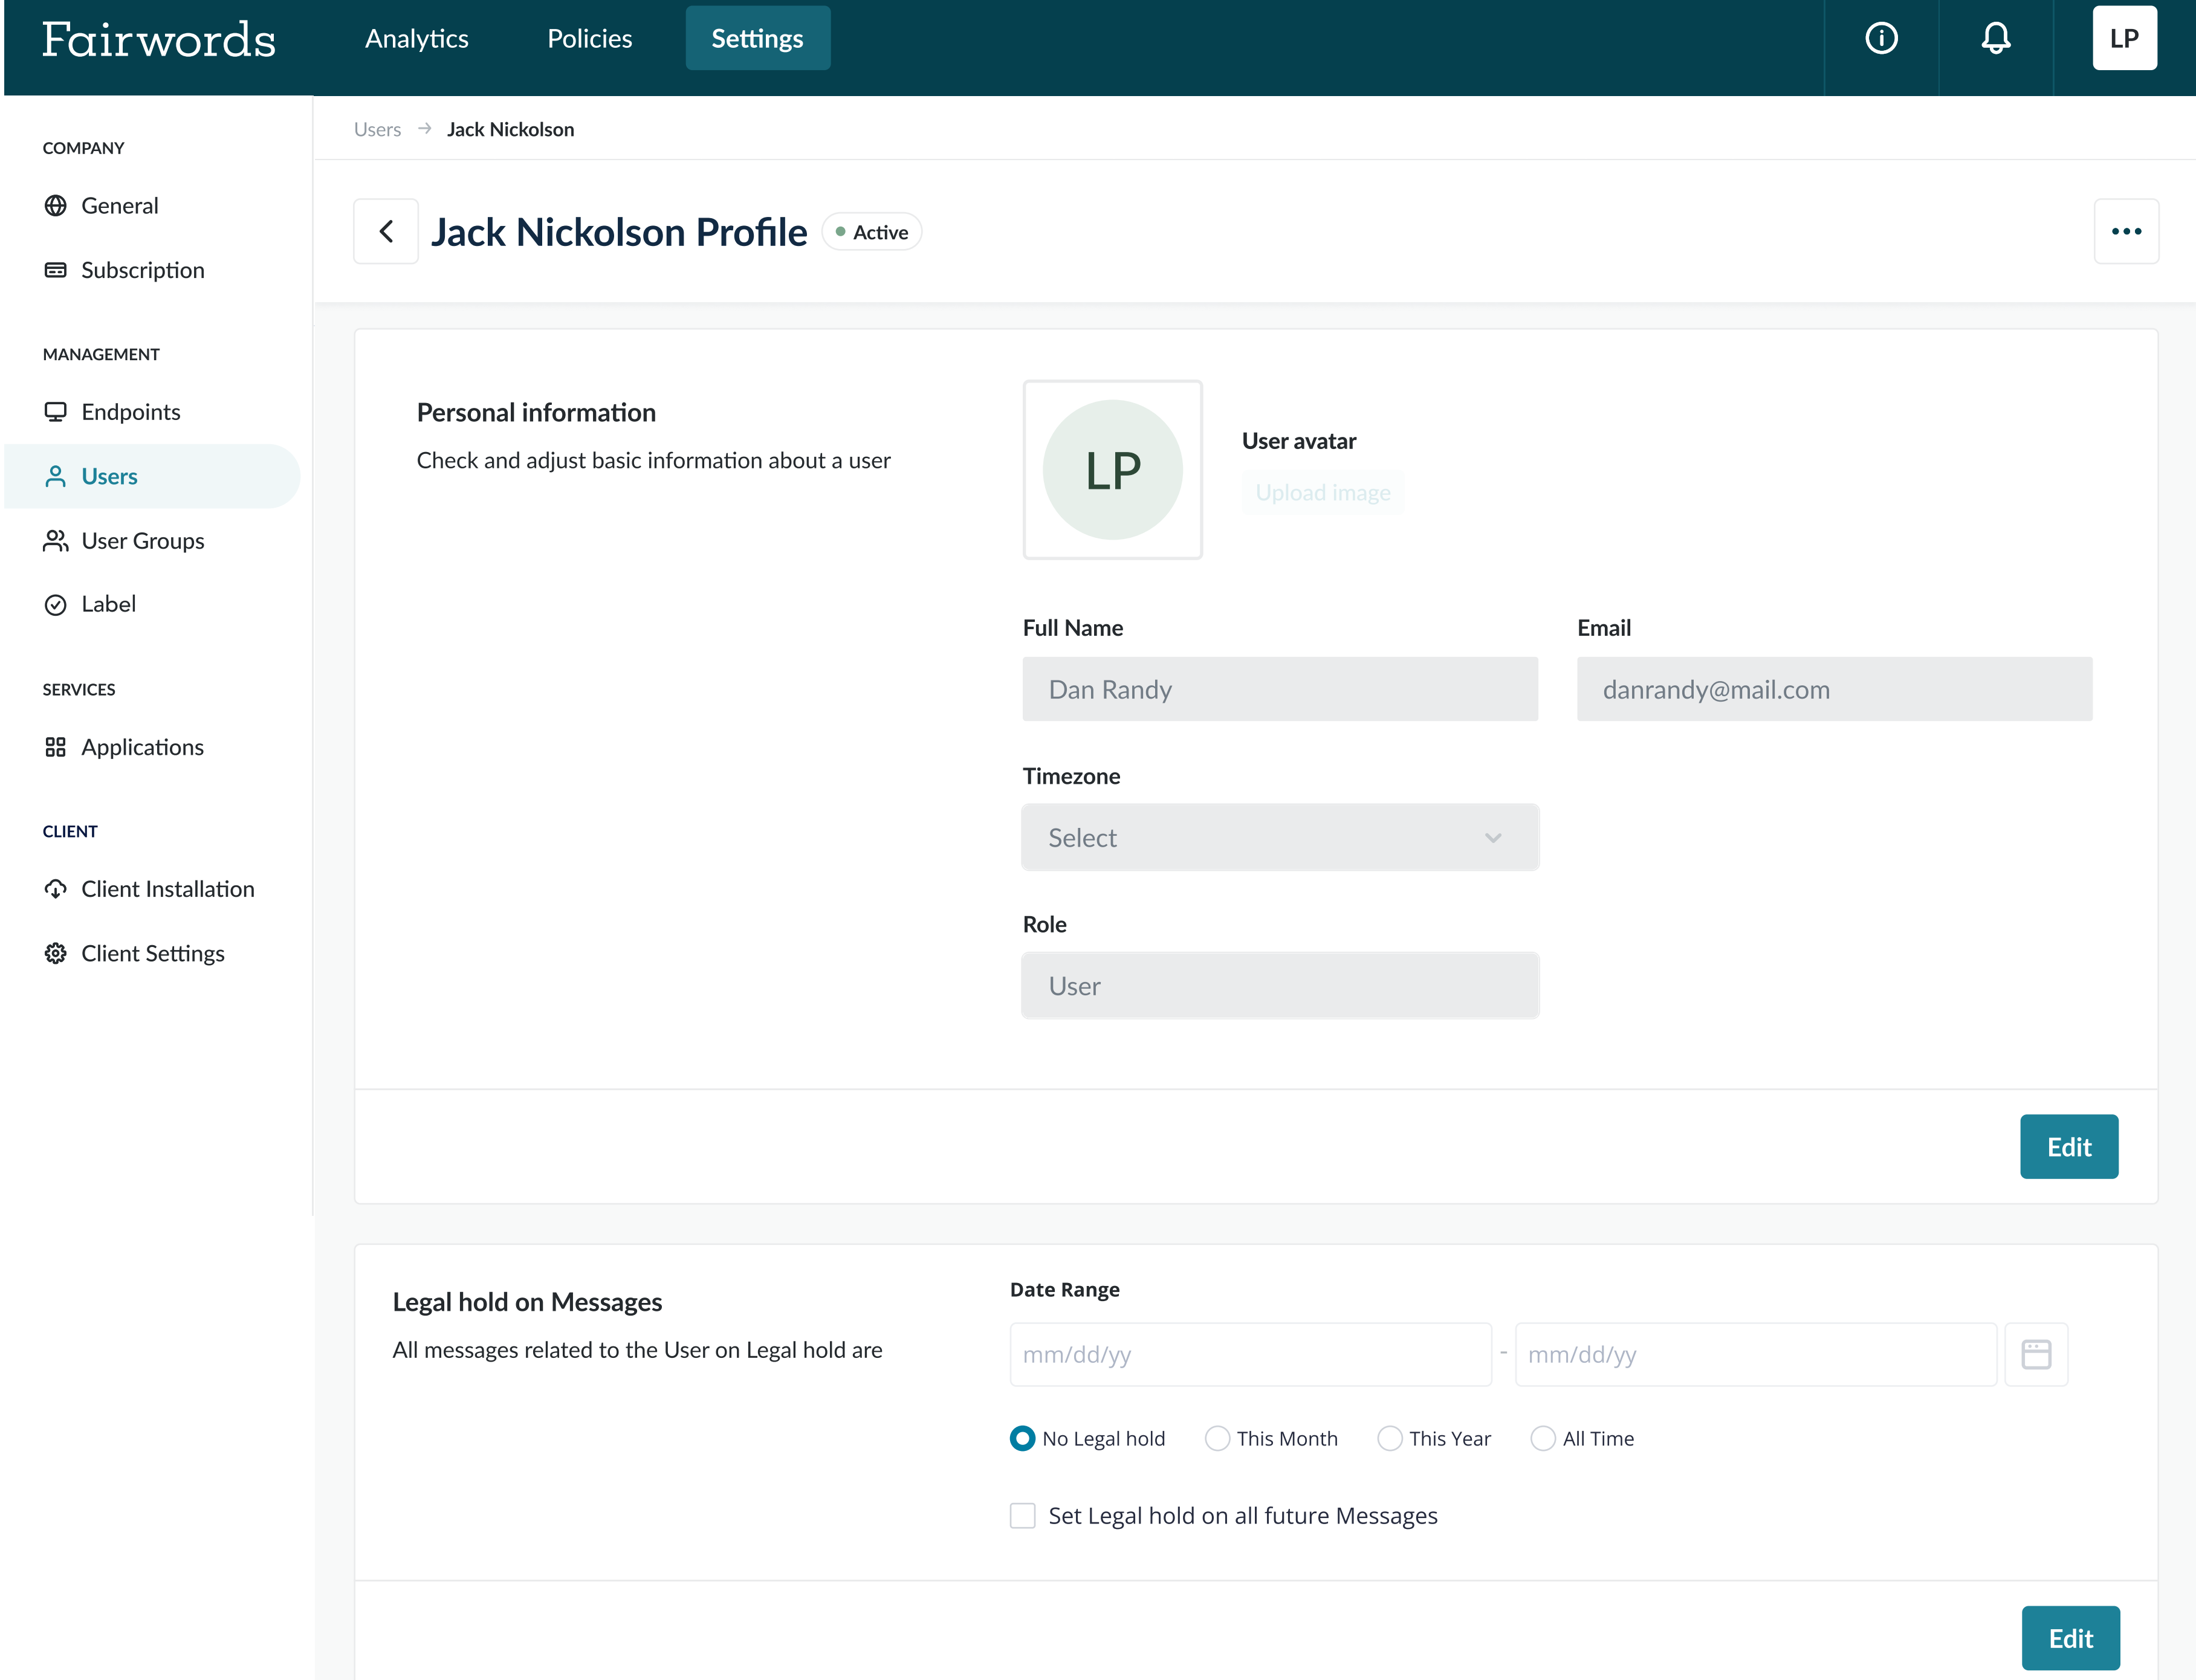 Fairwords
Analytics
Policies
Settings
LP
Users → Jack Nickolson
COMPANY
General
Subscription
MANAGEMENT
Endpoints
Users
User Groups
Label
SERVICES
Applications
CLIENT
Client Installation
Client Settings
Jack Nickolson Profile
Active
Personal information
Check and adjust basic information about a user
LP
User avatar
Upload image
Full Name
Email
Dan Randy
danrandy@mail.com
Timezone
Select
Role
User
Edit
Legal hold on Messages
All messages related to the User on Legal hold are
Date Range
mm/dd/yy - mm/dd/yy
No Legal hold
This Month
This Year
All Time
Set Legal hold on all future Messages
Edit